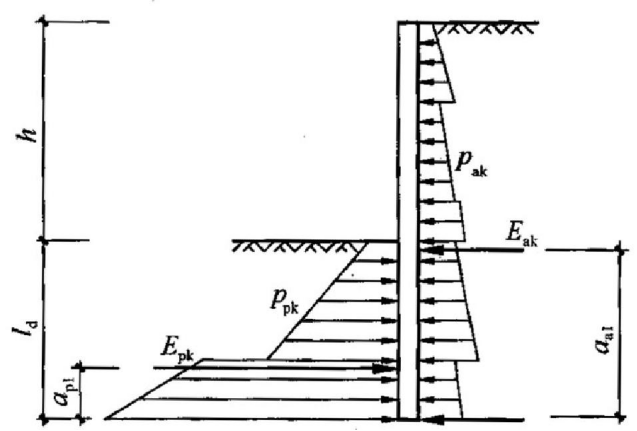 h
p_ak
E_ak
l_d
p_pk
E_pk
a_p1
a_a1